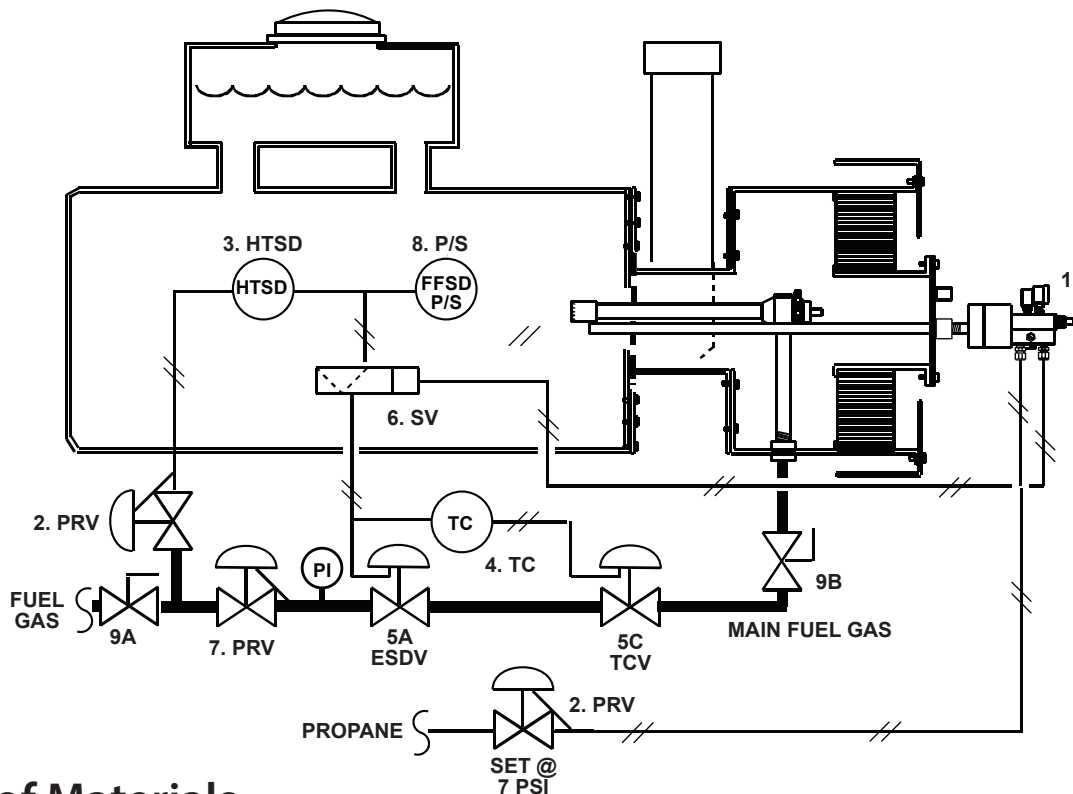 3. HTSD
8. P/S
HTSD
FFSD
P/S
1
6. SV
2. PRV
TC
4. TC
PI
9B
FUEL
GAS
9A
7. PRV
5A
ESDV
5C
TCV
MAIN FUEL GAS
2. PRV
PROPANE
SET @
7 PSI
of Materials